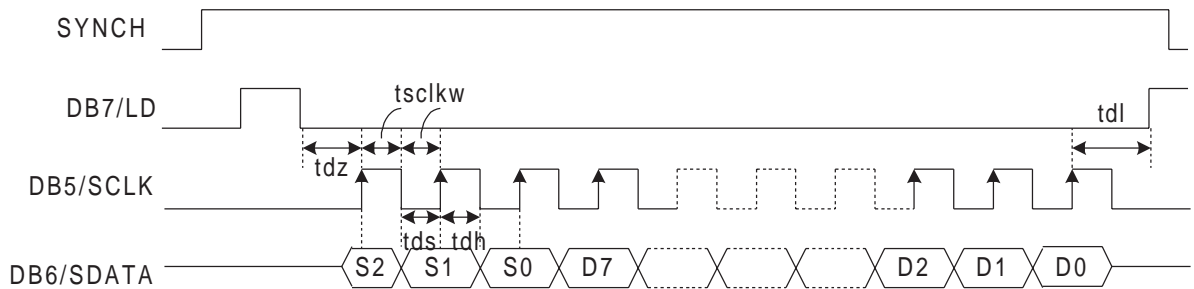 SYNCH
DB7/LD
tsclkw
tdl
tdz
DB5/SCLK
tds
tdh
DB6/SDATA
S2
S1
S0
D7
D2
D1
D0